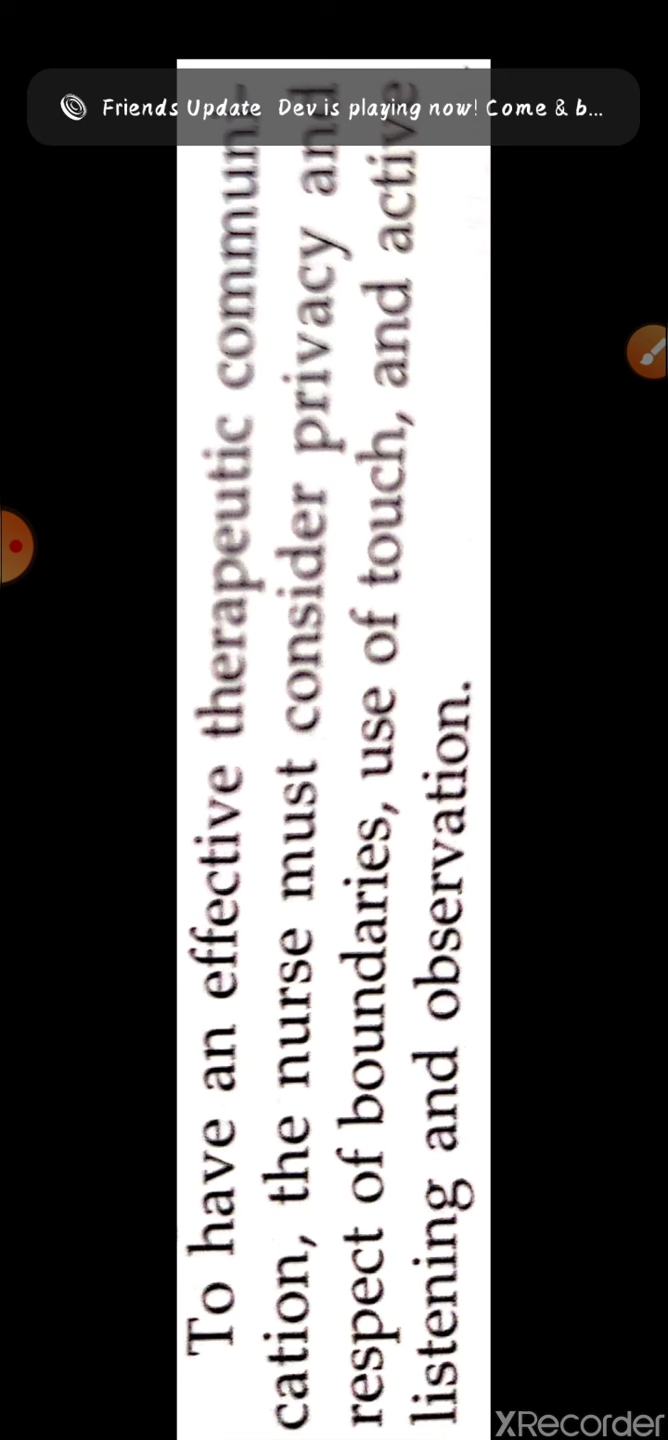 Friends Update Dev is playing now! Come & b...
To have an effective therapeutic communi-
cation, the nurse must consider privacy and
respect of boundaries, use of touch, and active
listening and observation.
XRecorder